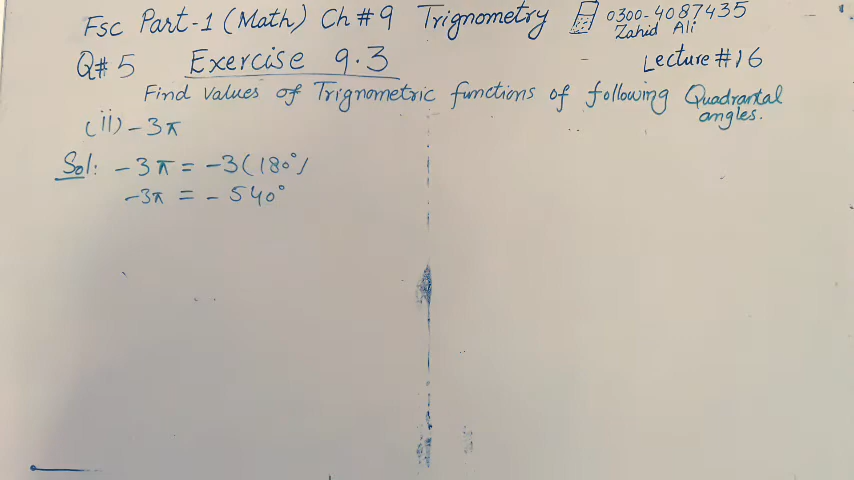 Fsc Part-1 (Math) Ch # 9 Trignometry 0300-4087435
Zahid Ali
Q# 5 Exercise 9.3 Lecture # 16
Find values of Trignometric functions of following Quadrantal
angles.
(ii) -3π
Sol: -3π = -3(180°)
-3π = -540°